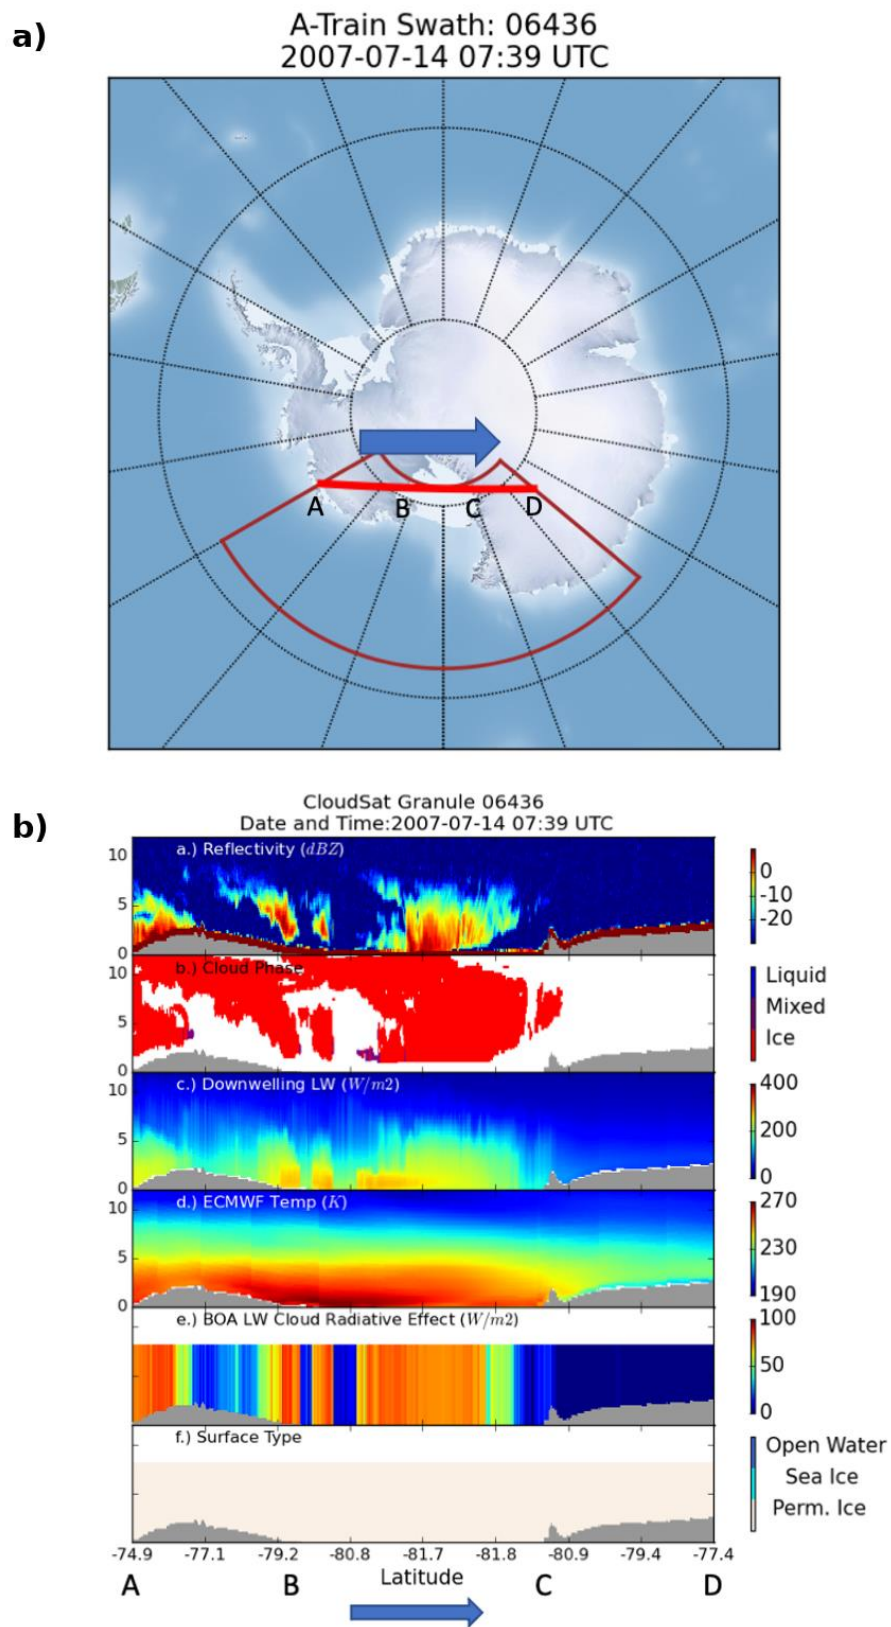 a)
A-Train Swath: 06436
2007-07-14 07:39 UTC
A
B
C
D
b)
CloudSat Granule 06436
Date and Time:2007-07-14 07:39 UTC
a.) Reflectivity (dBZ)
10
5
0
0
-10
-20
b.) Cloud Phase
10
5
0
Liquid
Mixed
Ice
c.) Downwelling LW (W/m2)
10
5
0
400
200
0
d.) ECMWF Temp (K)
10
5
0
270
230
190
e.) BOA LW Cloud Radiative Effect (W/m2)
100
50
0
f.) Surface Type
Open Water
Sea Ice
Perm. Ice
-74.9 -77.1 -79.2 -80.8 -81.7 -81.8 -80.9 -79.4 -77.4
Latitude
A B C D